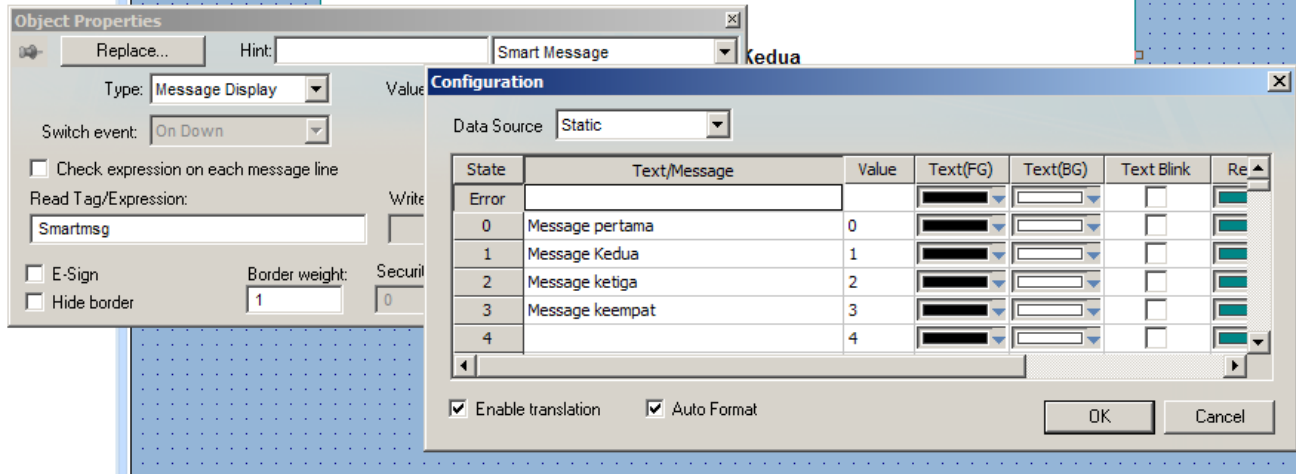 Object Properties
Replace...
Hint:
Smart Message
Kedua
Type:
Message Display
Value
Switch event:
On Down
Check expression on each message line
Read Tag/Expression:
Write
Smartmsg
E-Sign
Border weight:
Securit
Hide border
1
0
Configuration
Data Source
Static
State Text/Message Value Text(FG) Text(BG) Text Blink Re
Error
0 Message pertama 0
1 Message Kedua 1
2 Message ketiga 2
3 Message keempat 3
4 4
Enable translation
Auto Format
OK
Cancel